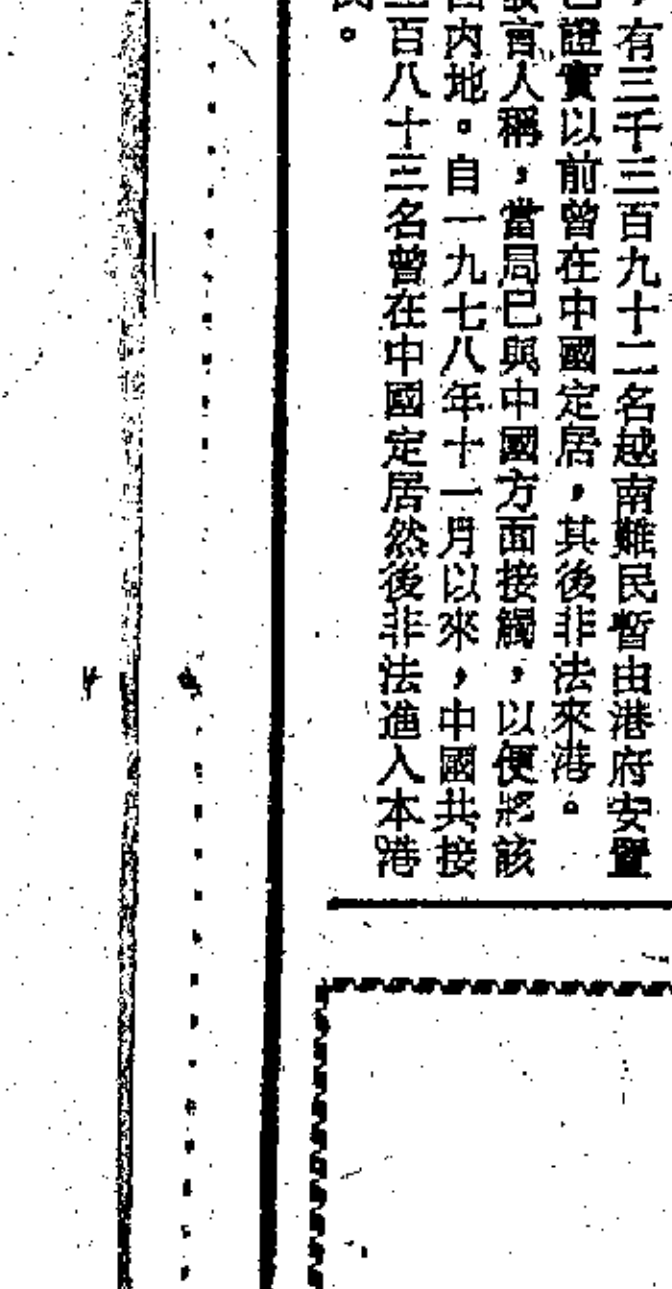 ，有三千三百九十二名越南難民暫由港府安置
已證實以前曾在中國定居，其後非法來港。
發言人稱，當局已與中國方面接觸，以便將該
內地。自一九七八年十一月以來，中國共接
百八十三名曾在中國定居然後非法進入本港
民。